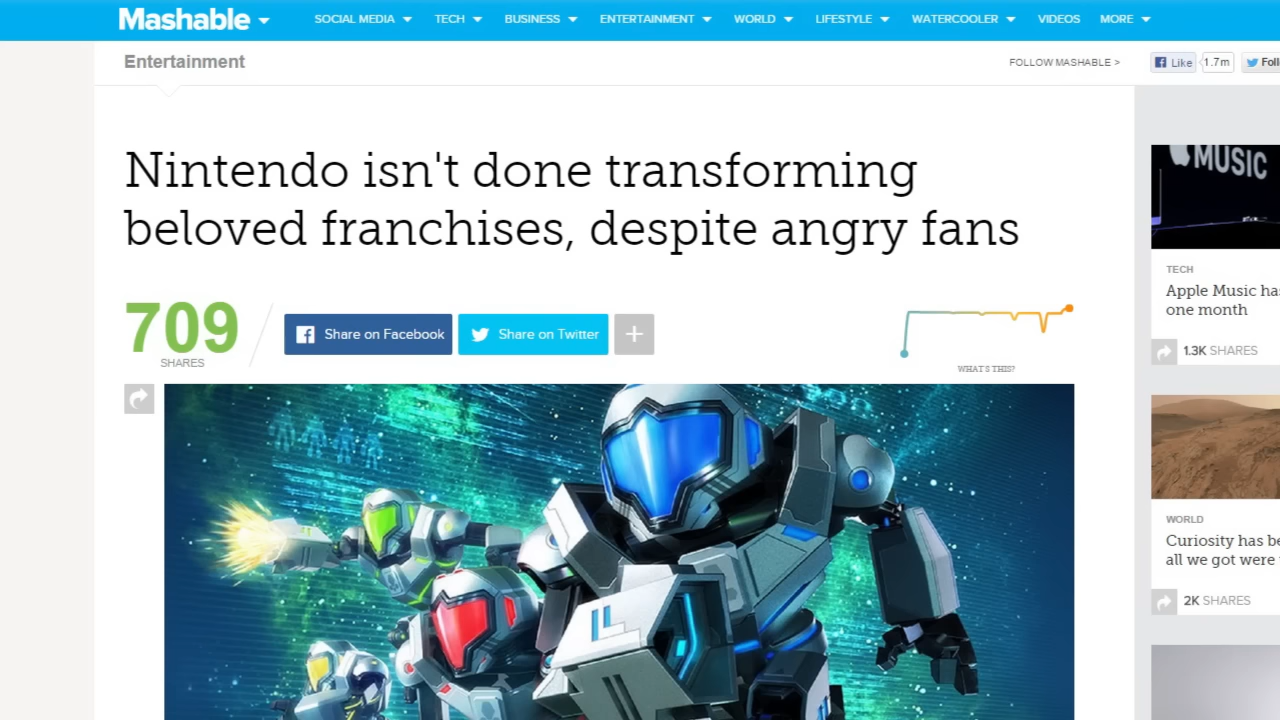 Mashable
SOCIAL MEDIA TECH BUSINESS ENTERTAINMENT WORLD LIFESTYLE WATERCOOLER VIDEOS MORE
Entertainment
FOLLOW MASHABLE >
Like 1.7m Foll
Nintendo isn't done transforming
beloved franchises, despite angry fans
709
SHARES
Share on Facebook
Share on Twitter
+
WHAT'S THIS?
MUSIC
TECH
Apple Music has
one month
1.3K SHARES
WORLD
Curiosity has be
all we got were
2K SHARES